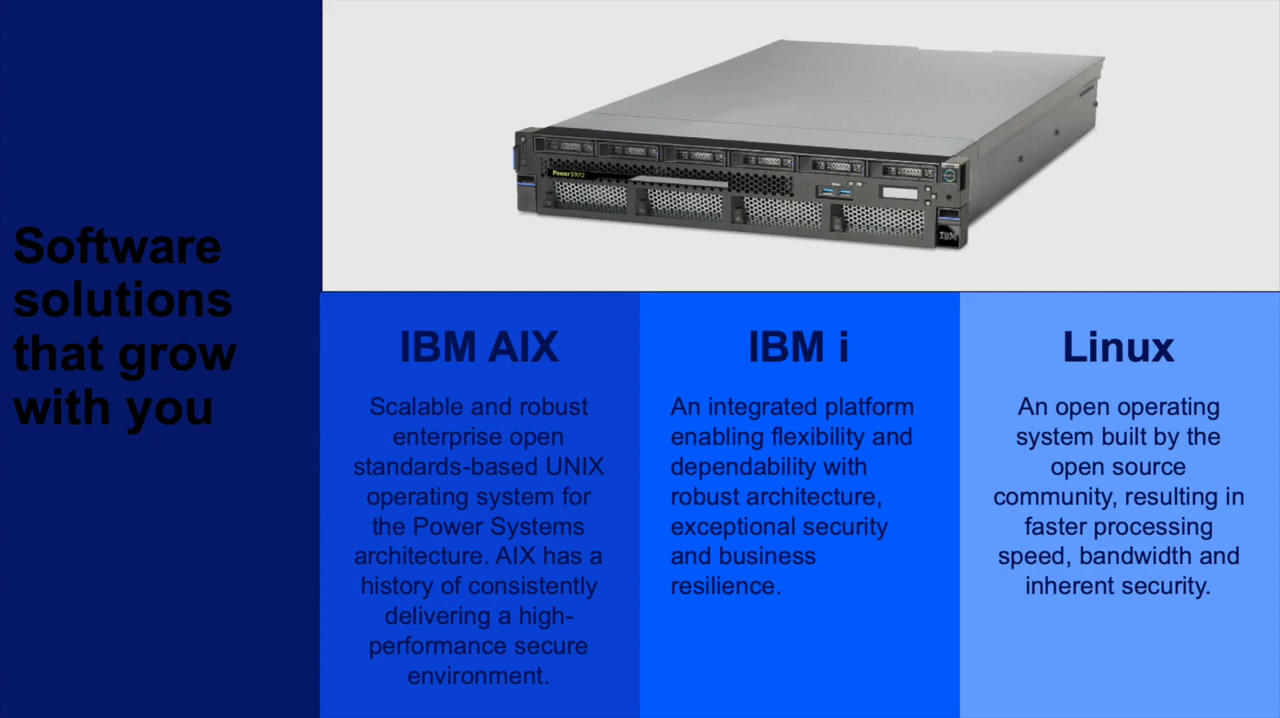 Software
solutions
that grow
with you
IBM
IBM AIX
Scalable and robust
enterprise open
standards-based UNIX
operating system for
the Power Systems
architecture. AIX has a
history of consistently
delivering a high-
performance secure
environment.
IBM i
An integrated platform
enabling flexibility and
dependability with
robust architecture,
exceptional security
and business
resilience.
Linux
An open operating
system built by the
open source
community, resulting in
faster processing
speed, bandwidth and
inherent security.